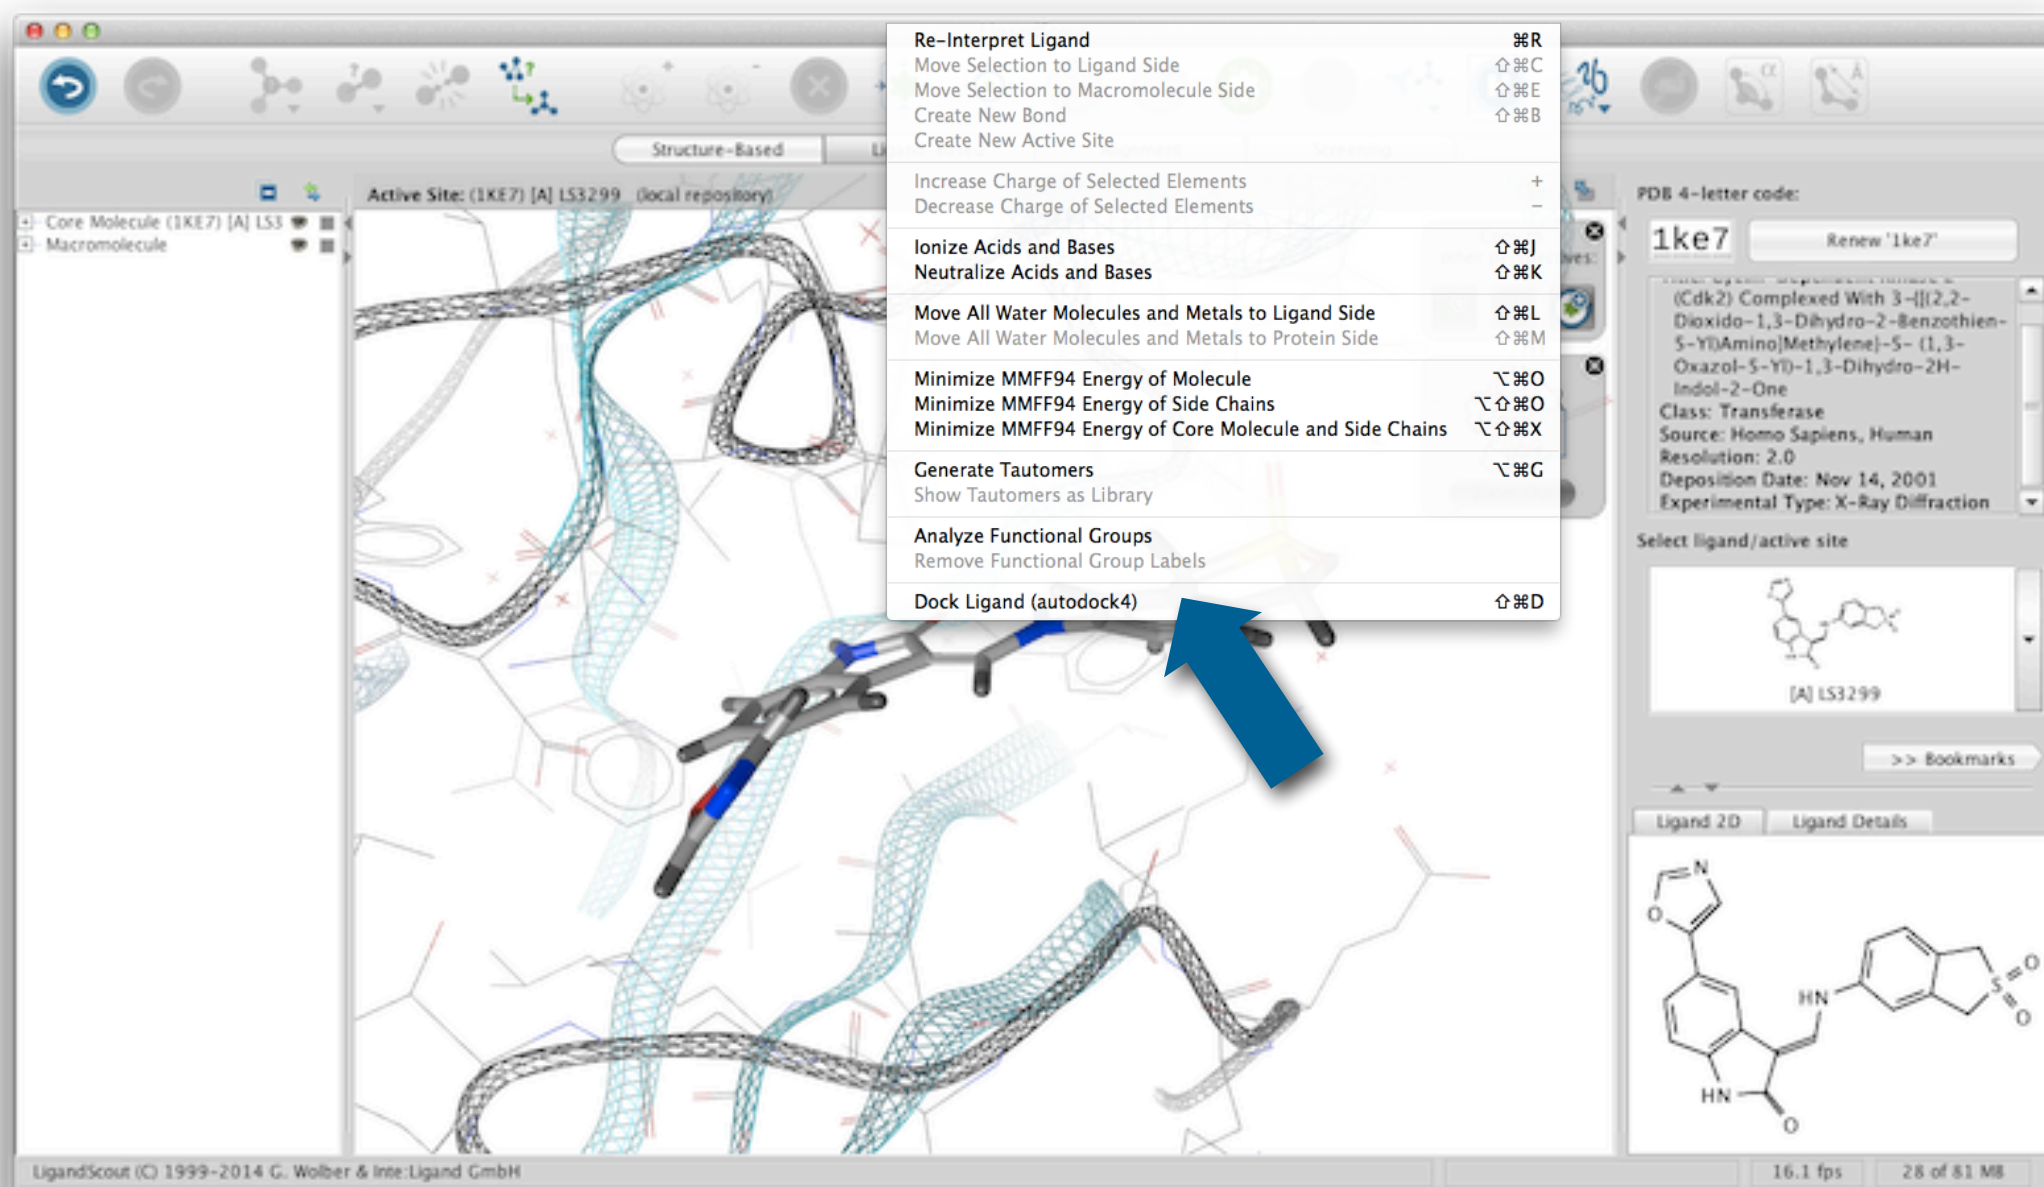 Re-Interpret Ligand ⌘R
Move Selection to Ligand Side ⇧⌘C
Move Selection to Macromolecule Side ⇧⌘E
Create New Bond ⇧⌘B
Create New Active Site
Increase Charge of Selected Elements +
Decrease Charge of Selected Elements −
Ionize Acids and Bases ⇧⌘J
Neutralize Acids and Bases ⇧⌘K
Move All Water Molecules and Metals to Ligand Side ⇧⌘L
Move All Water Molecules and Metals to Protein Side ⇧⌘M
Minimize MMFF94 Energy of Molecule ⌥⌘O
Minimize MMFF94 Energy of Side Chains ⌥⇧⌘O
Minimize MMFF94 Energy of Core Molecule and Side Chains ⌥⇧⌘X
Generate Tautomers ⌥⌘G
Show Tautomers as Library
Analyze Functional Groups
Remove Functional Group Labels
Dock Ligand (autodock4) ⇧⌘D
Structure-Based
Active Site: (1KE7) [A] LS3299 (local repository)
Core Molecule (1KE7) [A] LS3
Macromolecule
PDB 4-letter code:
1ke7
Renew '1ke7'
(Cdk2) Complexed With 3-{[(2,2-
Dioxido-1,3-Dihydro-2-Benzothien-
5-Yl)Amino]Methylene}-5- (1,3-
Oxazol-5-Yl)-1,3-Dihydro-2H-
Indol-2-One
Class: Transferase
Source: Homo Sapiens, Human
Resolution: 2.0
Deposition Date: Nov 14, 2001
Experimental Type: X-Ray Diffraction
Select ligand/active site
[A] LS3299
>> Bookmarks
Ligand 2D
Ligand Details
N
O
HN
S
O
O
HN
O
LigandScout (C) 1999-2014 G. Wolber & Inte:Ligand GmbH
16.1 fps
28 of 81 MB